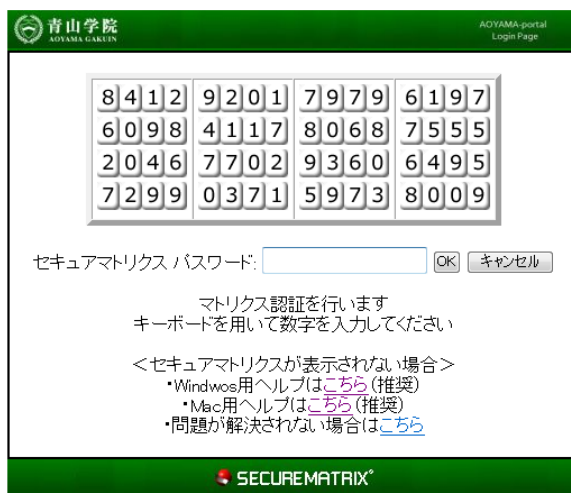 青山学院
AOYAMA GAKUIN
AOYAMA-portal
Login Page
8412 9201 7979 6197
6098 4117 8068 7555
2046 7702 9360 6495
7299 0371 5973 8009
セキュアマトリクス パスワード: OK キャンセル
マトリクス認証を行います
キーボードを用いて数字を入力してください
＜セキュアマトリクスが表示されない場合＞
・Windwos用ヘルプはこちら(推奨)
・Mac用ヘルプはこちら(推奨)
・問題が解決されない場合はこちら
SECUREMATRIX®